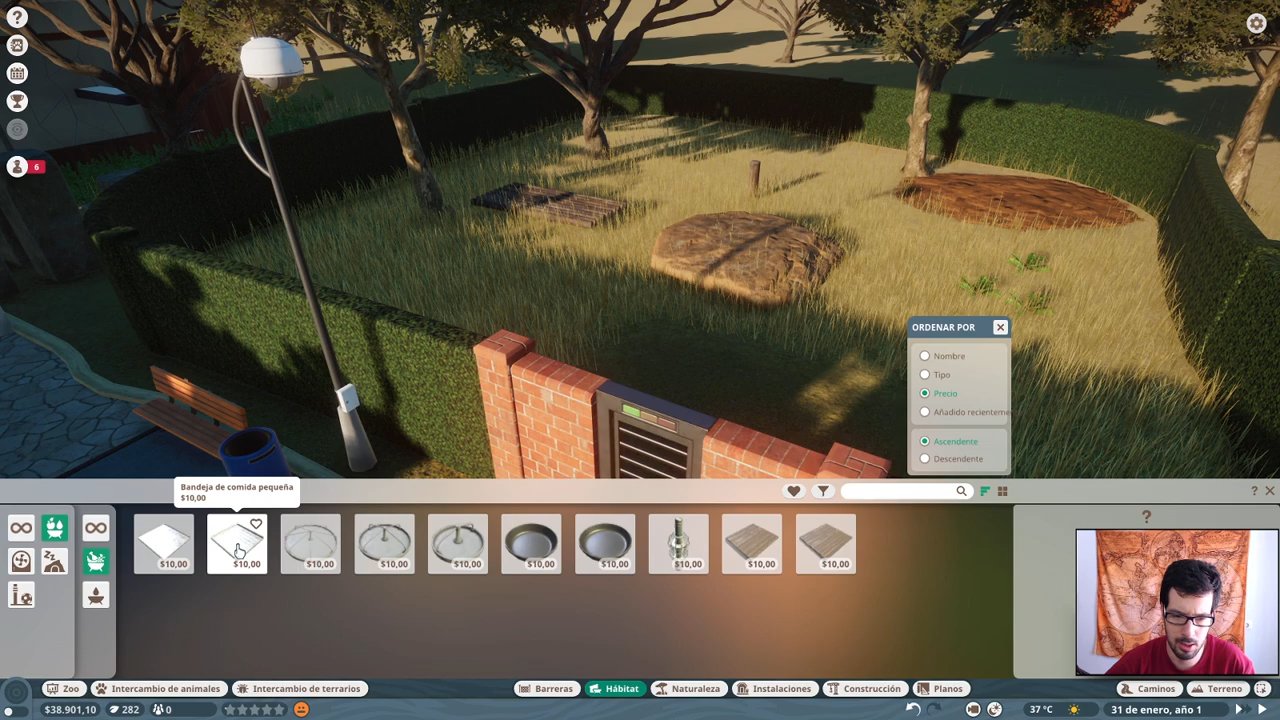 ?
6
ORDENAR POR
Nombre
Tipo
Precio
Añadido recienteme
Ascendente
Descendente
Bandeja de comida pequeña
$10,00
?
$10,00
$10,00
$10,00
$10,00
$10,00
$10,00
$10,00
$10,00
$10,00
$10,00
?
Zoo
Intercambio de animales
Intercambio de terrarios
Barreras
Hábitat
Naturaleza
Instalaciones
Construcción
Planos
Caminos
Terreno
$38.901,10
282
0
37 °C
31 de enero, año 1